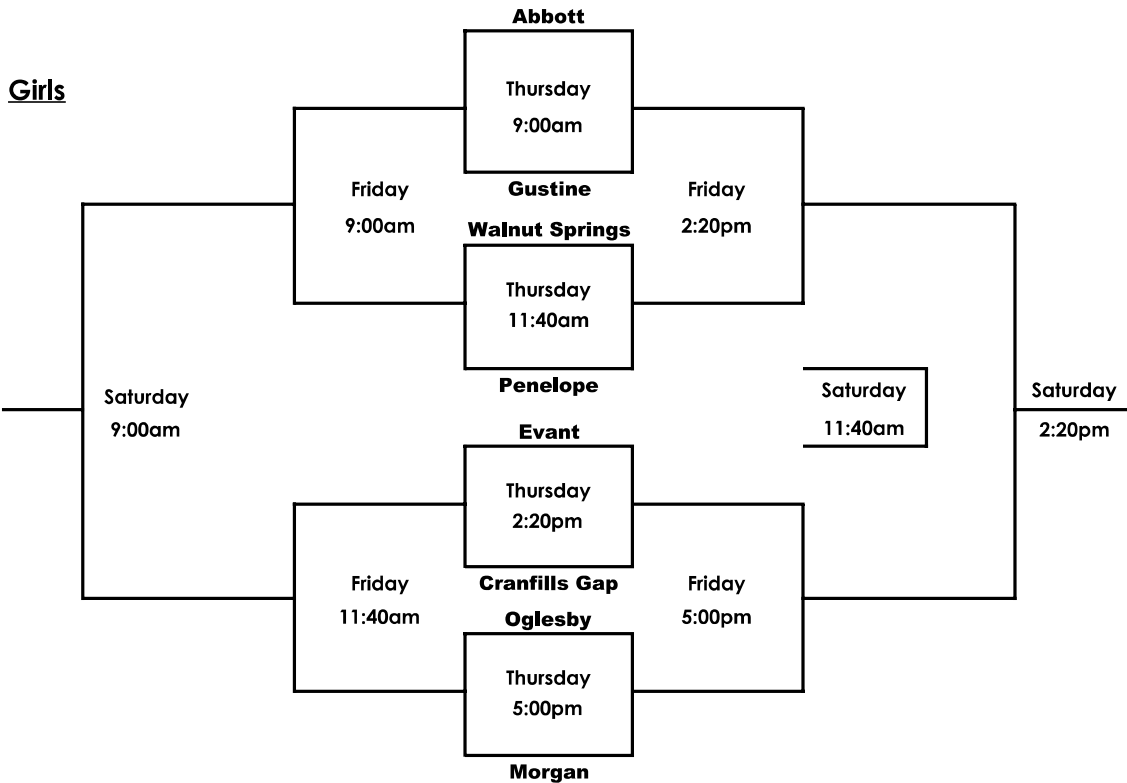 Abbott
Girls
Thursday
9:00am
Gustine
Friday
9:00am
Friday
2:20pm
Walnut Springs
Thursday
11:40am
Penelope
Saturday
9:00am
Saturday
11:40am
Saturday
2:20pm
Evant
Thursday
2:20pm
Cranfills Gap
Friday
11:40am
Friday
5:00pm
Oglesby
Thursday
5:00pm
Morgan